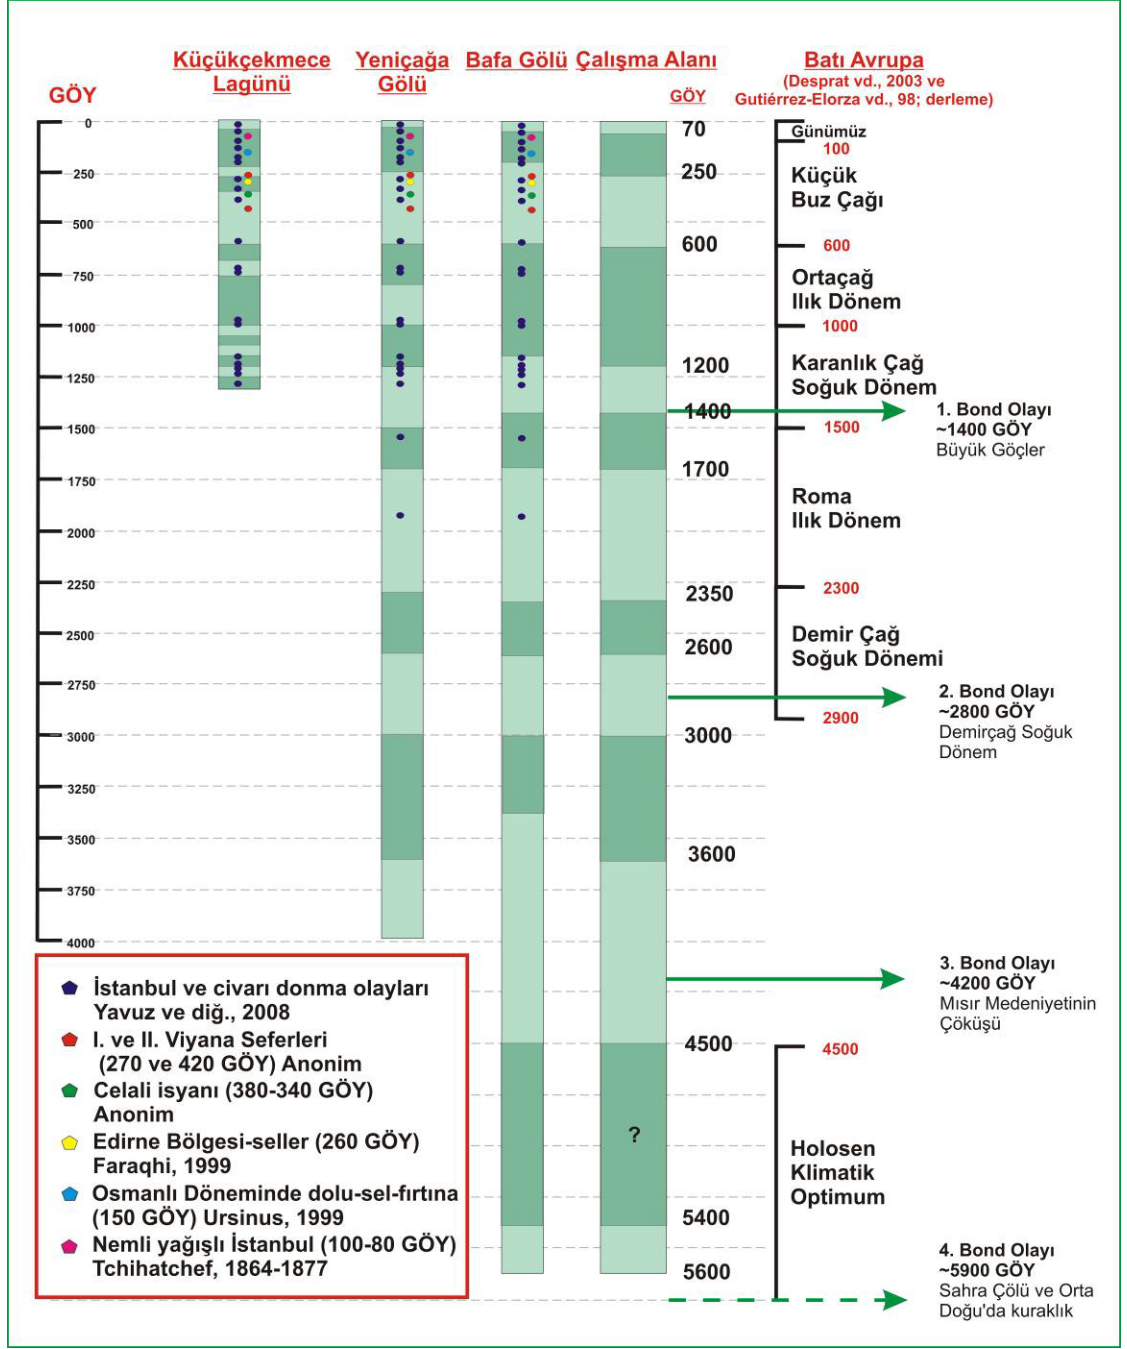 Küçükçekmece
Lagünü
Yeniçağa
Gölü
Bafa Gölü
Çalışma Alanı
GÖY
Batı Avrupa
(Desprat vd., 2003 ve
Gutiérrez-Elorza vd., 98; derleme)
GÖY
0
250
500
750
1000
1250
1500
1750
2000
2250
2500
2750
3000
3250
3500
3750
4000
70
250
600
1200
1400
1700
2350
2600
3000
3600
4500
?
5400
5600
Günümüz
100
Küçük
Buz Çağı
600
Ortaçağ
Ilık Dönem
1000
Karanlık Çağ
Soğuk Dönem
1500
Roma
Ilık Dönem
2300
Demir Çağ
Soğuk Dönemi
2900
4500
Holosen
Klimatik
Optimum
1. Bond Olayı
~1400 GÖY
Büyük Göçler
2. Bond Olayı
~2800 GÖY
Demirçağ Soğuk
Dönem
3. Bond Olayı
~4200 GÖY
Mısır Medeniyetinin
Çöküşü
4. Bond Olayı
~5900 GÖY
Sahra Çölü ve Orta
Doğu'da kuraklık
İstanbul ve civarı donma olayları
Yavuz ve diğ., 2008
I. ve II. Viyana Seferleri
(270 ve 420 GÖY) Anonim
Celali isyanı (380-340 GÖY)
Anonim
Edirne Bölgesi-seller (260 GÖY)
Faraqhi, 1999
Osmanlı Döneminde dolu-sel-fırtına
(150 GÖY) Ursinus, 1999
Nemli yağışlı İstanbul (100-80 GÖY)
Tchihatchef, 1864-1877